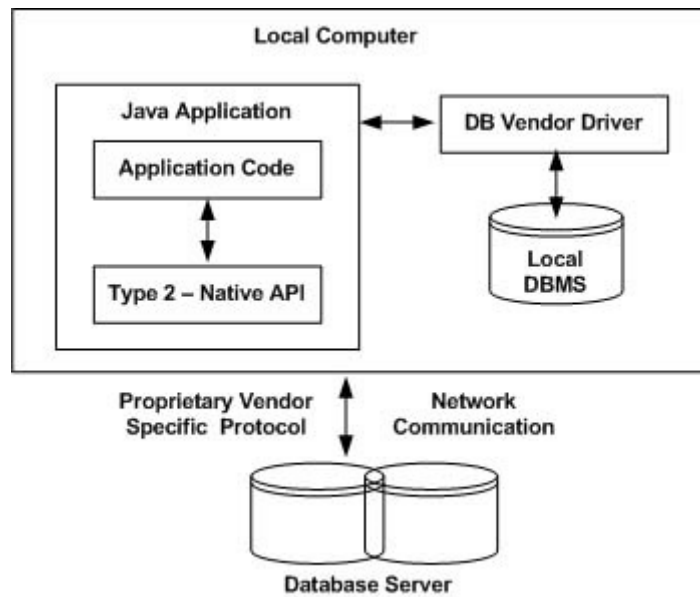 Local Computer
Java Application
DB Vendor Driver
Application Code
Type 2 – Native API
Local
DBMS
Proprietary Vendor
Specific Protocol
Network
Communication
Database Server